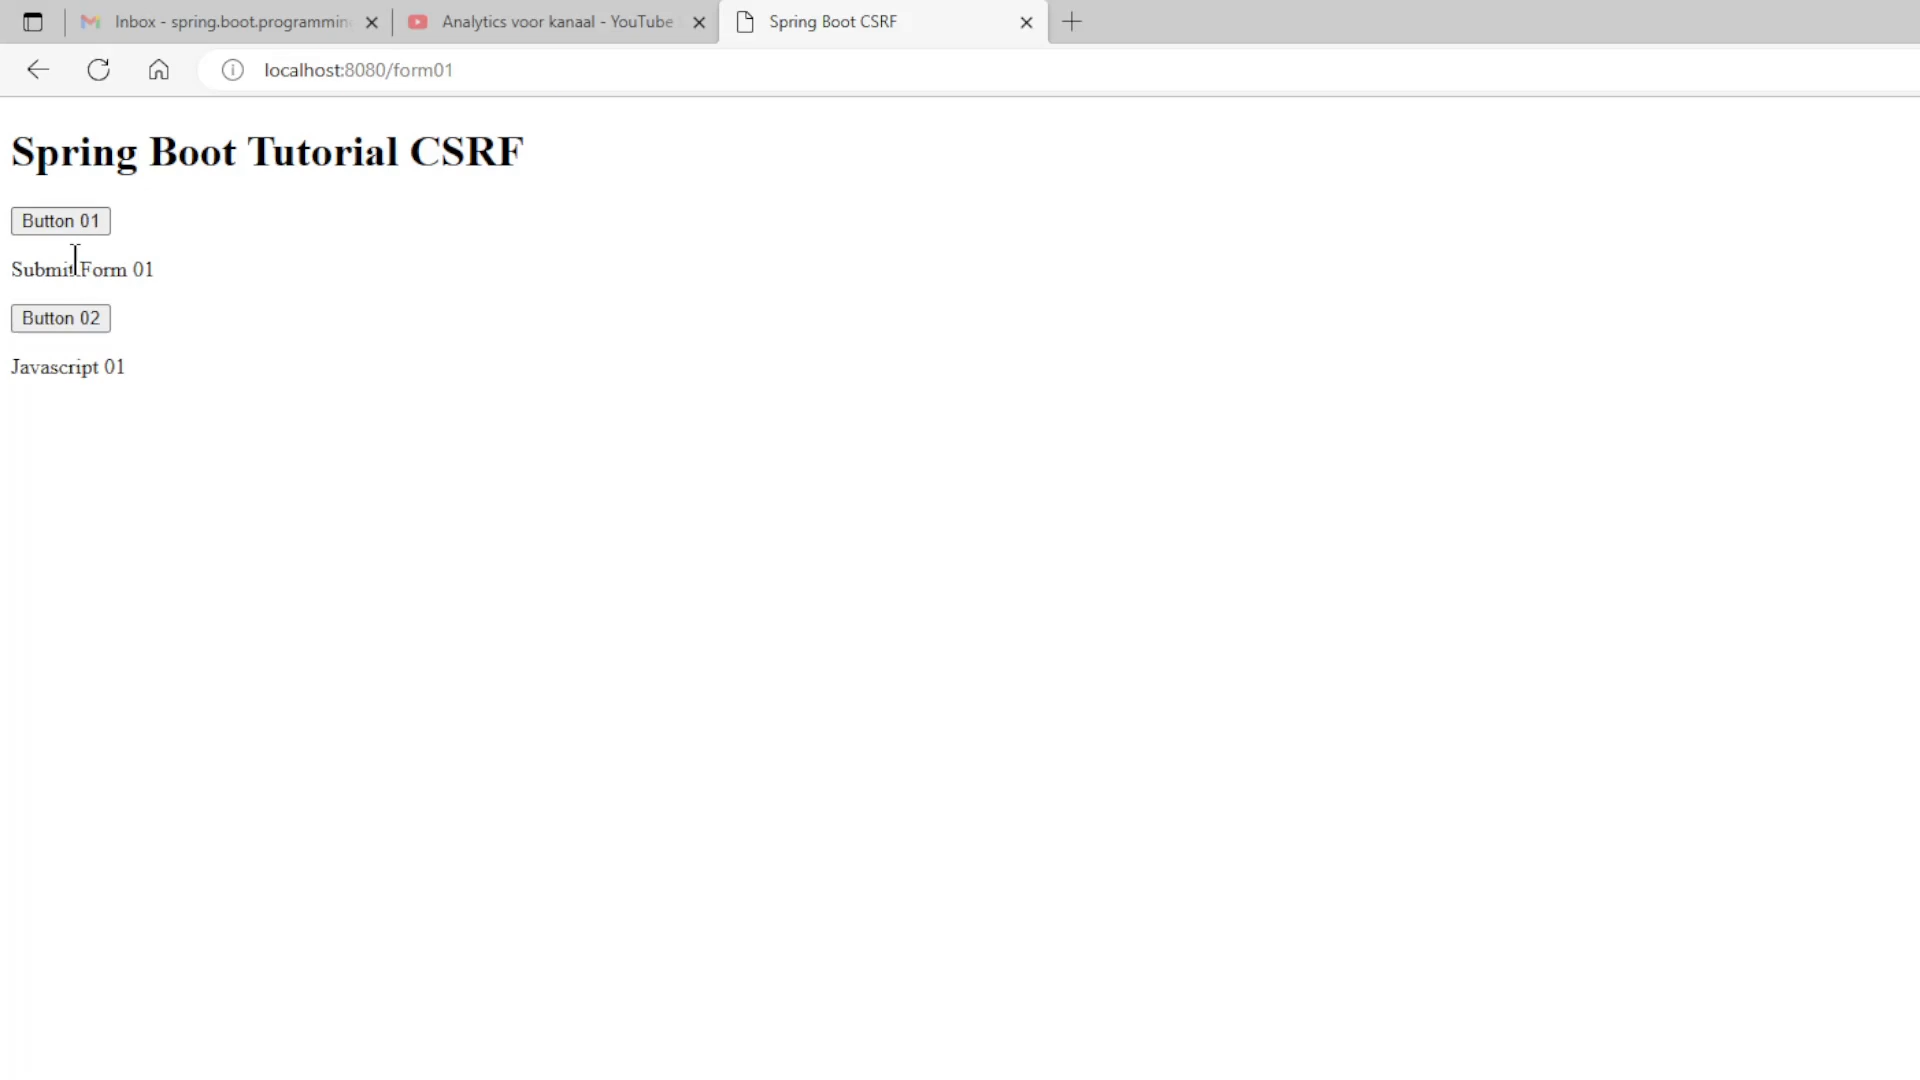 Inbox - spring.boot.programmin
Analytics voor kanaal - YouTube
Spring Boot CSRF
localhost:8080/form01
Spring Boot Tutorial CSRF
Button 01
Submit Form 01
Button 02
Javascript 01